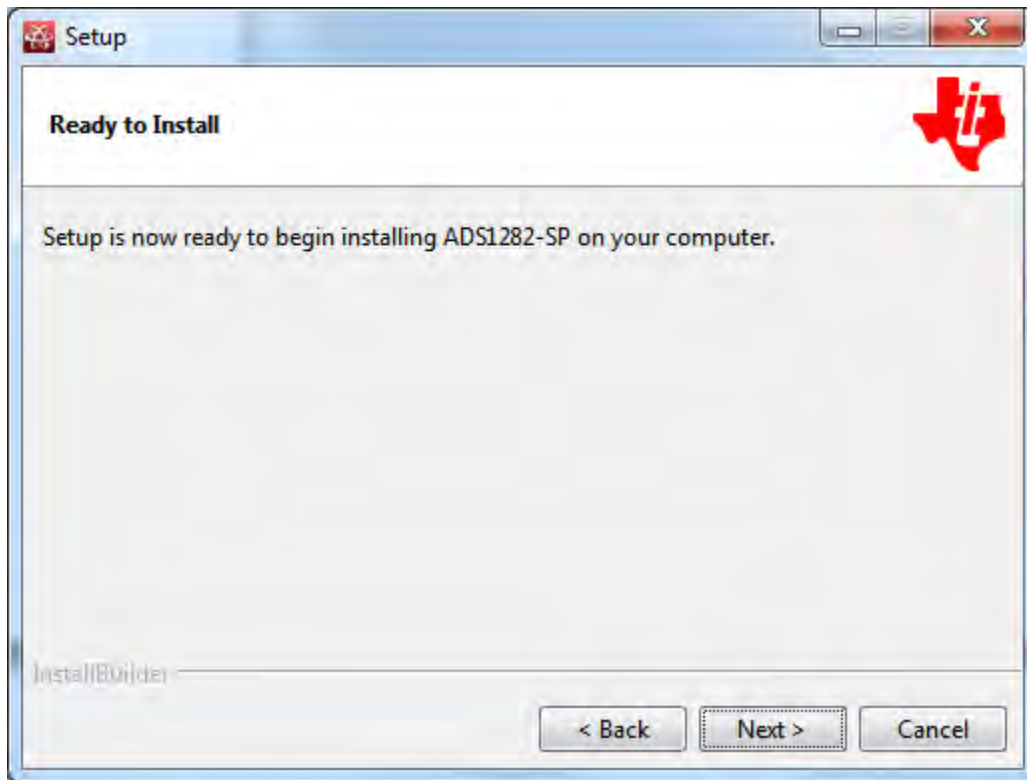 Setup
Ready to Install
Setup is now ready to begin installing ADS1282-SP on your computer.
InstallBuilder
< Back Next > Cancel